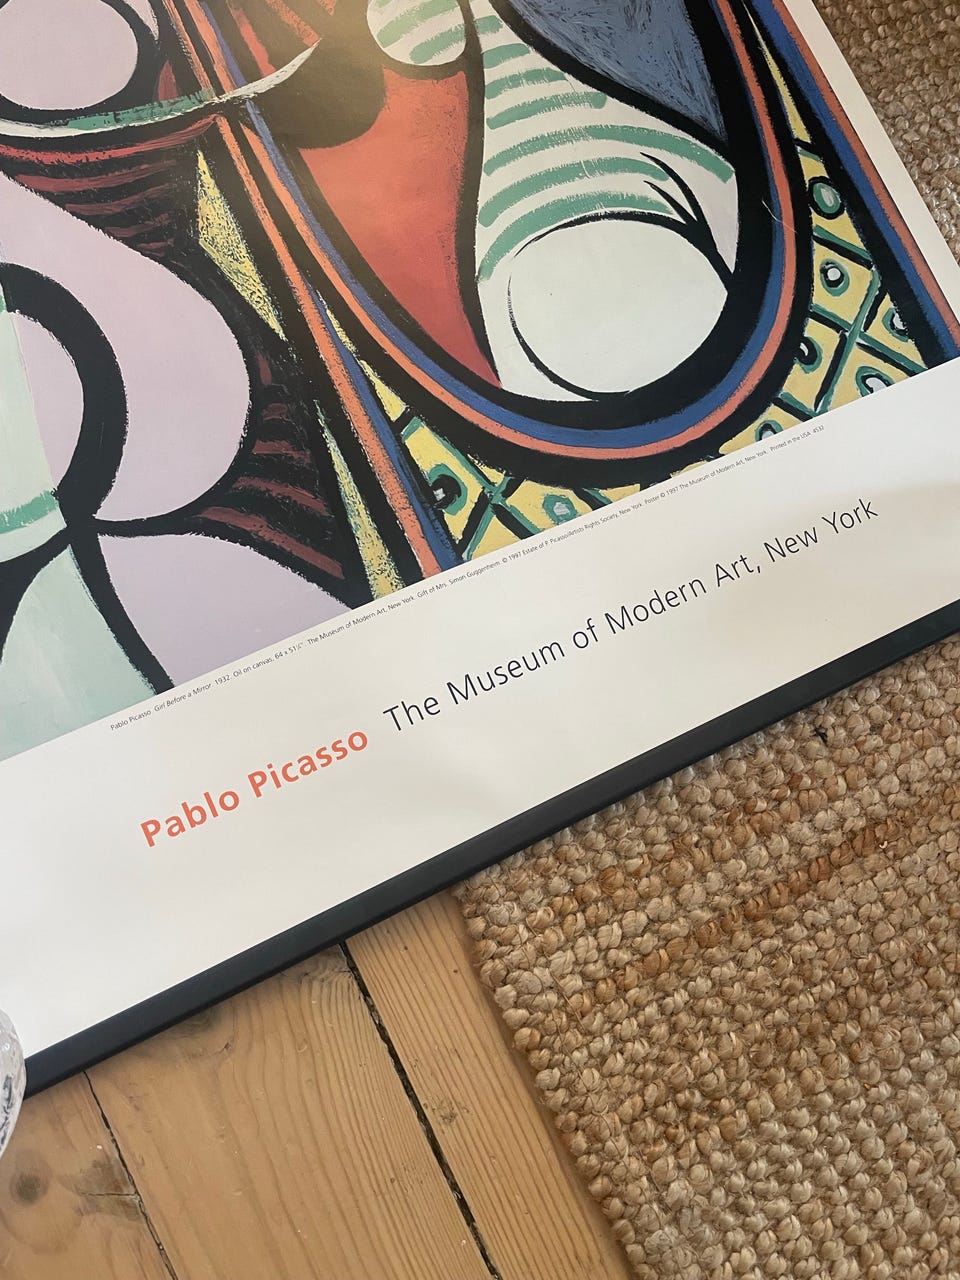 Pablo Picasso. Girl Before a Mirror. 1932. Oil on canvas, 64 x 51¼". The Museum of Modern Art, New York. Gift of Mrs. Simon Guggenheim. © 1997 Estate of P. Picasso/Artists Rights Society, New York. Poster © 1997 The Museum of Modern Art, New York. Printed in the USA. 4532
Pablo Picasso The Museum of Modern Art, New York